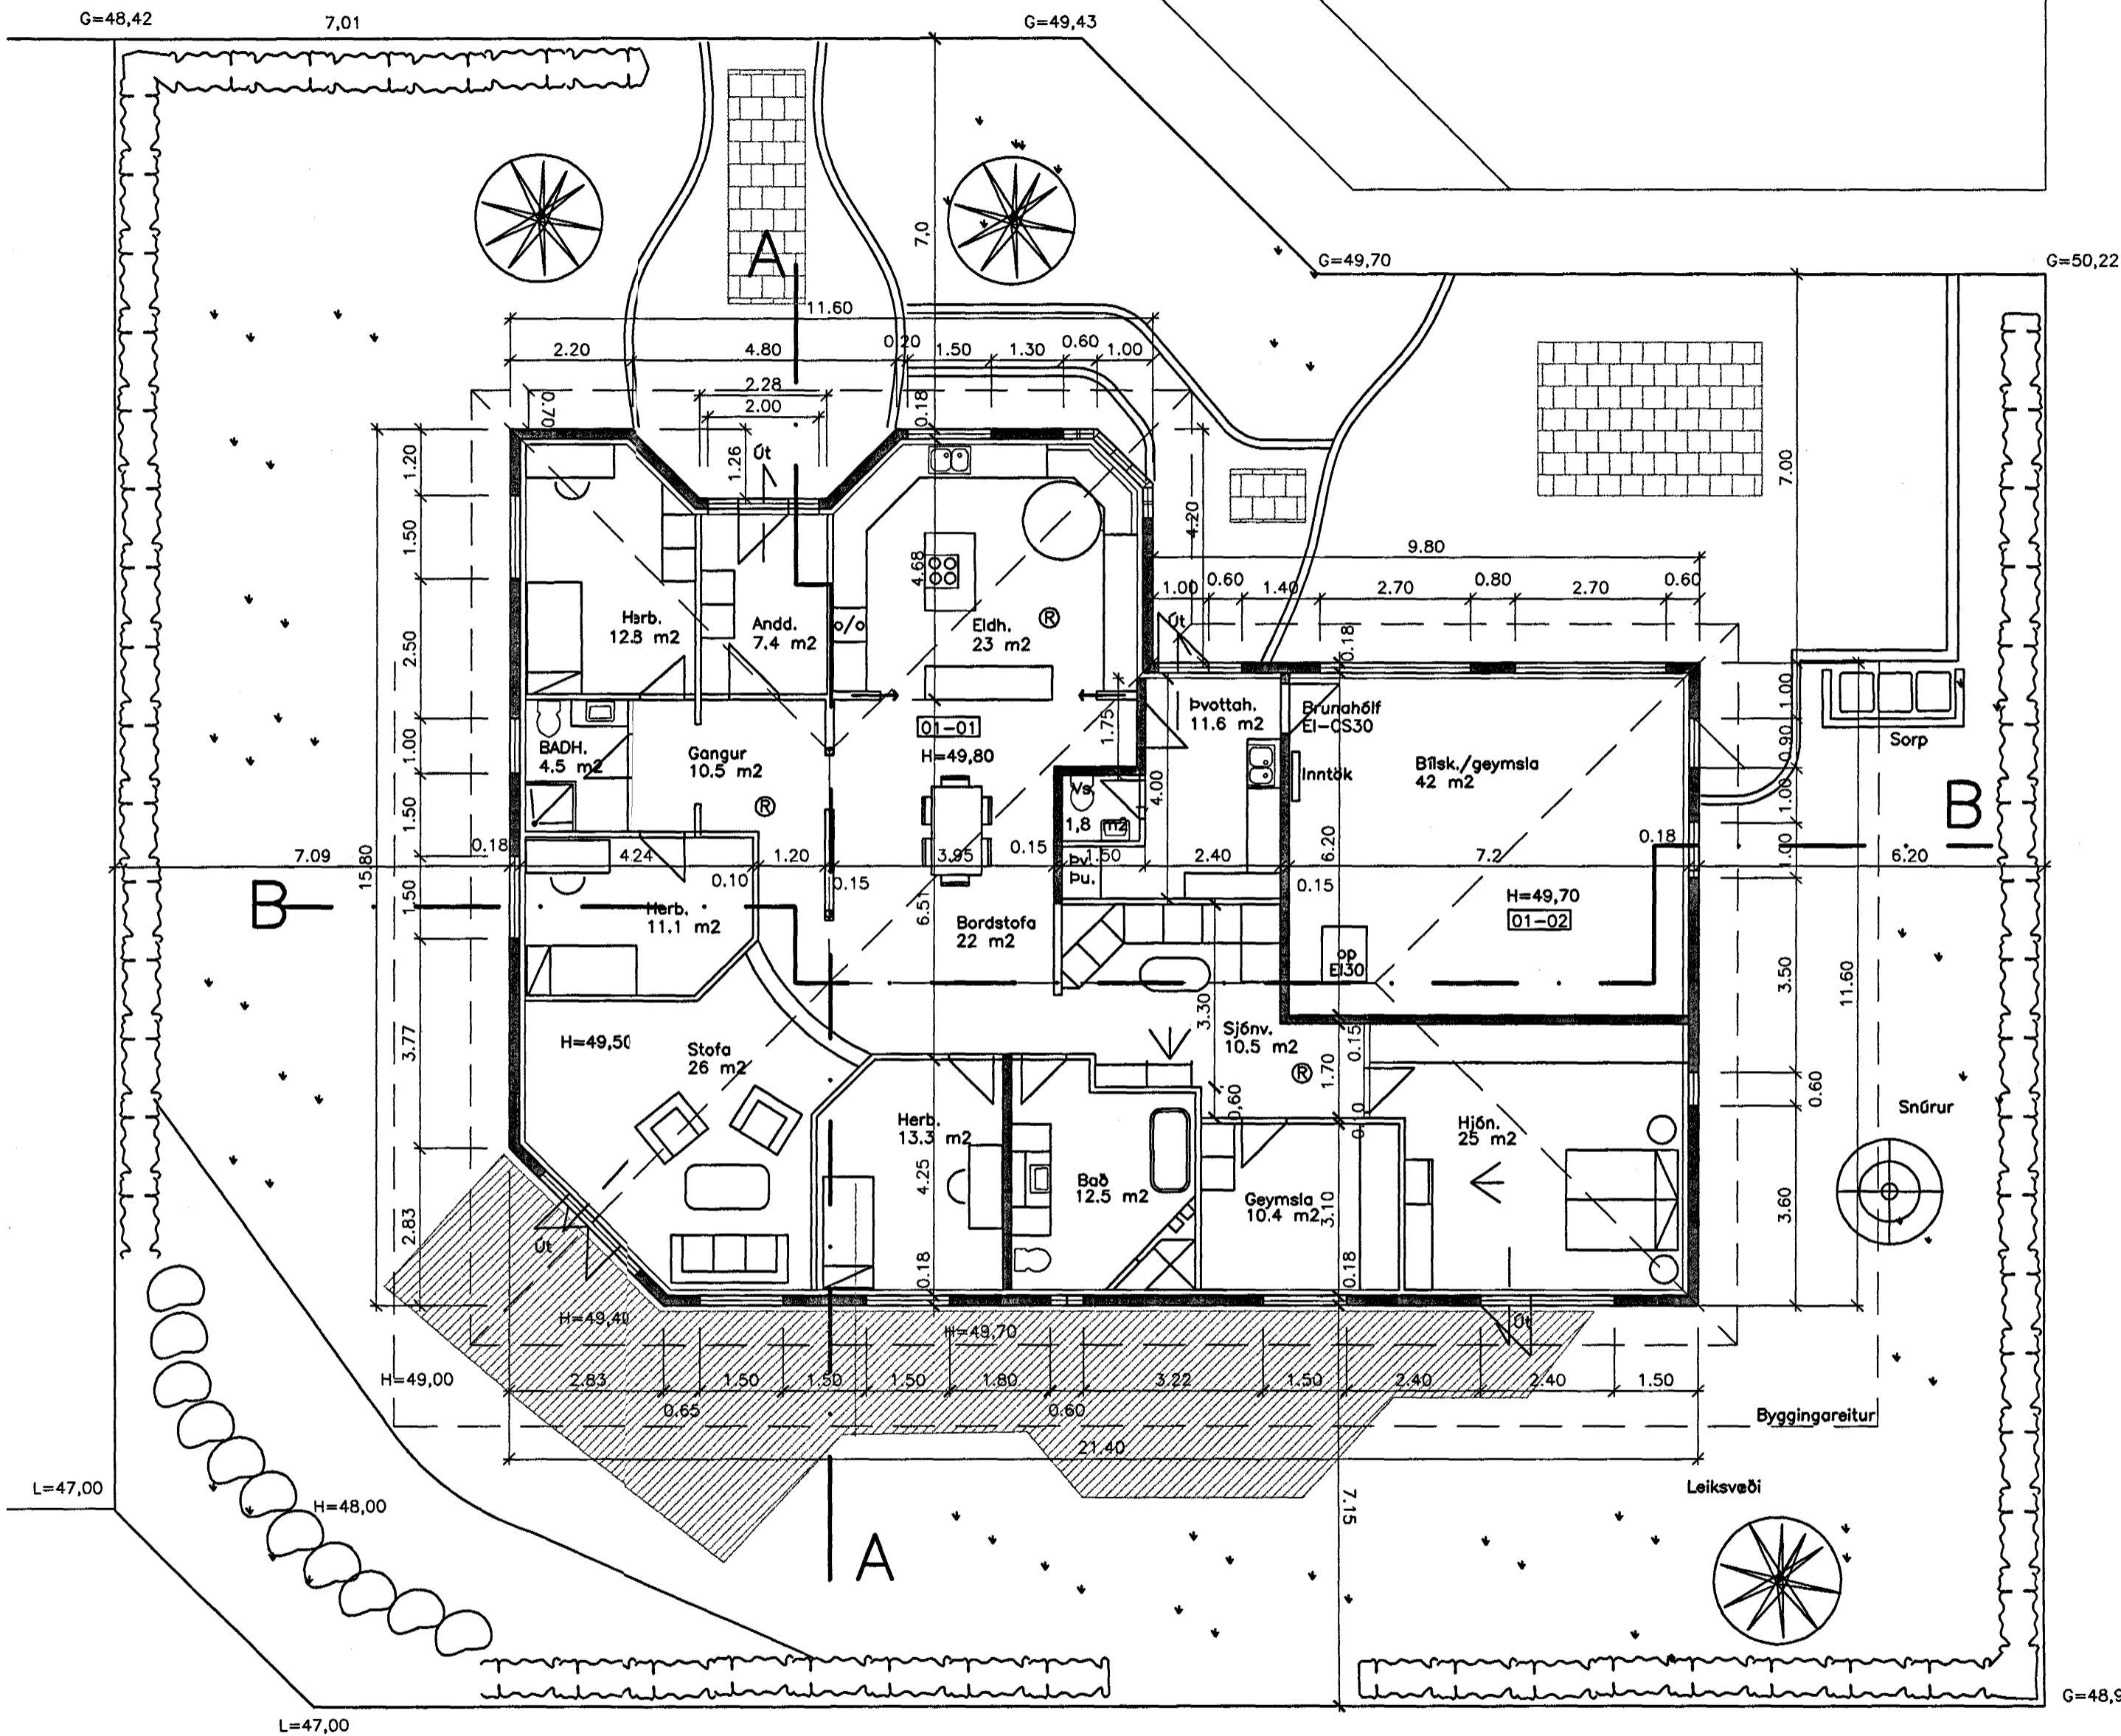 G=48,42
7,01
G=49,43
7,0
A
G=49,70
G=50,22
11.60
2.20
4.80
0.20
1.50
1.30
0.60
1.00
2.28
2.00
0.70
0.18
1.26
Út
1.20
1.50
2.50
1.00
1.50
1.50
3.77
2.83
15.80
4.20
7.00
9.80
1.00
0.60
1.40
2.70
0.80
2.70
0.60
Út
0.18
4.68
Herb.
12.8 m2
Andd.
7.4 m2
o/o
Eldh.
23 m2
R
01-01
H=49,80
1.75
Þvottah.
11.6 m2
Brunahólf
EI-CS30
Inntök
Bílsk./geymsla
42 m2
1.00
0.90
1.00
1.00
Sorp
BADH.
4.5 m2
Gangur
10.5 m2
R
Vs
1,8 m2
4.00
B
7.09
0.18
4.24
0.10
1.20
0.15
3.95
0.15
1.50
2.40
0.15
6.20
7.2
0.18
6.20
Þv.
Þu.
B
Herb.
11.1 m2
6.51
Bordstofa
22 m2
H=49,70
01-02
op
EI30
3.50
11.60
3.30
H=49,50
Stofa
26 m2
Sjónv.
10.5 m2
R
0.15
1.70
0.10
0,60
0.60
Snúrur
Herb.
13.3 m2
4.25
0.18
Bað
12.5 m2
Geymsla
10.4 m2
3.10
0.18
Hjón.
25 m2
3.60
Út
H=49,40
H=49,70
Út
H=49,00
2.83
0.65
1.50
1.50
1.50
1.80
0.60
3.22
1.50
2.40
2.40
1.50
Byggingareitur
21.40
L=47,00
H=48,00
7.15
Leiksvæði
A
L=47,00
G=48,9